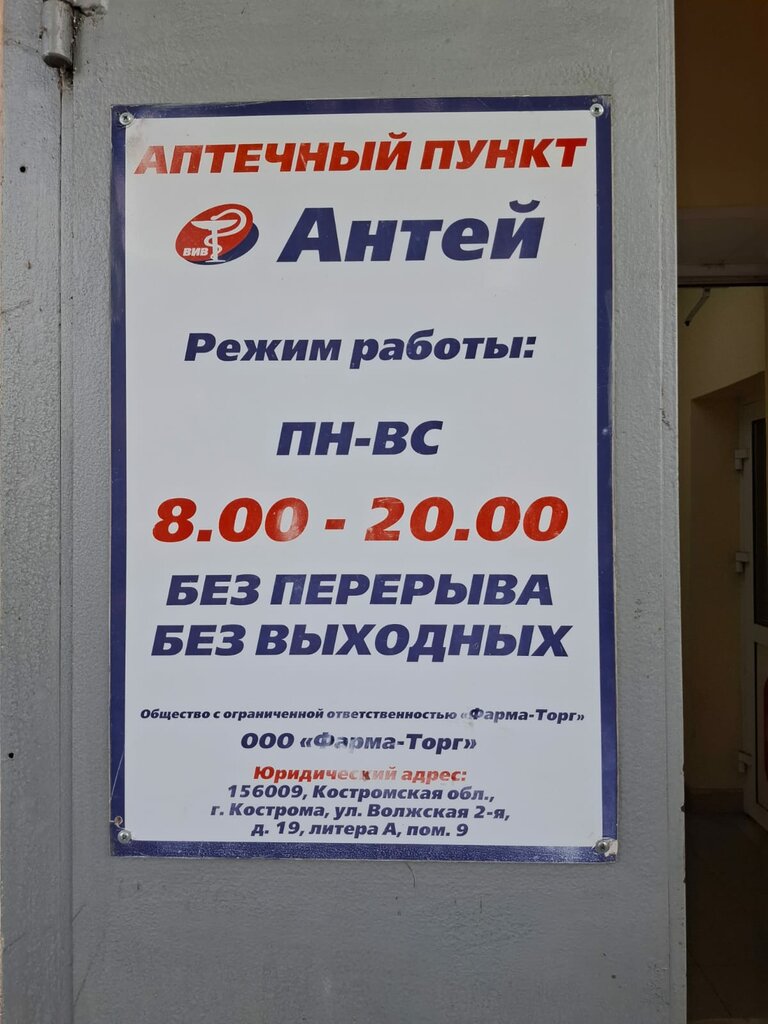 АПТЕЧНЫЙ ПУНКТ
ВИВ
Антей
Режим работы:
ПН-ВС
8.00 - 20.00
БЕЗ ПЕРЕРЫВА
БЕЗ ВЫХОДНЫХ
Общество с ограниченной ответственностью «Фарма-Торг»
ООО «Фарма-Торг»
Юридический адрес:
156009, Костромская обл.,
г. Кострома, ул. Волжская 2-я,
д. 19, литера А, пом. 9